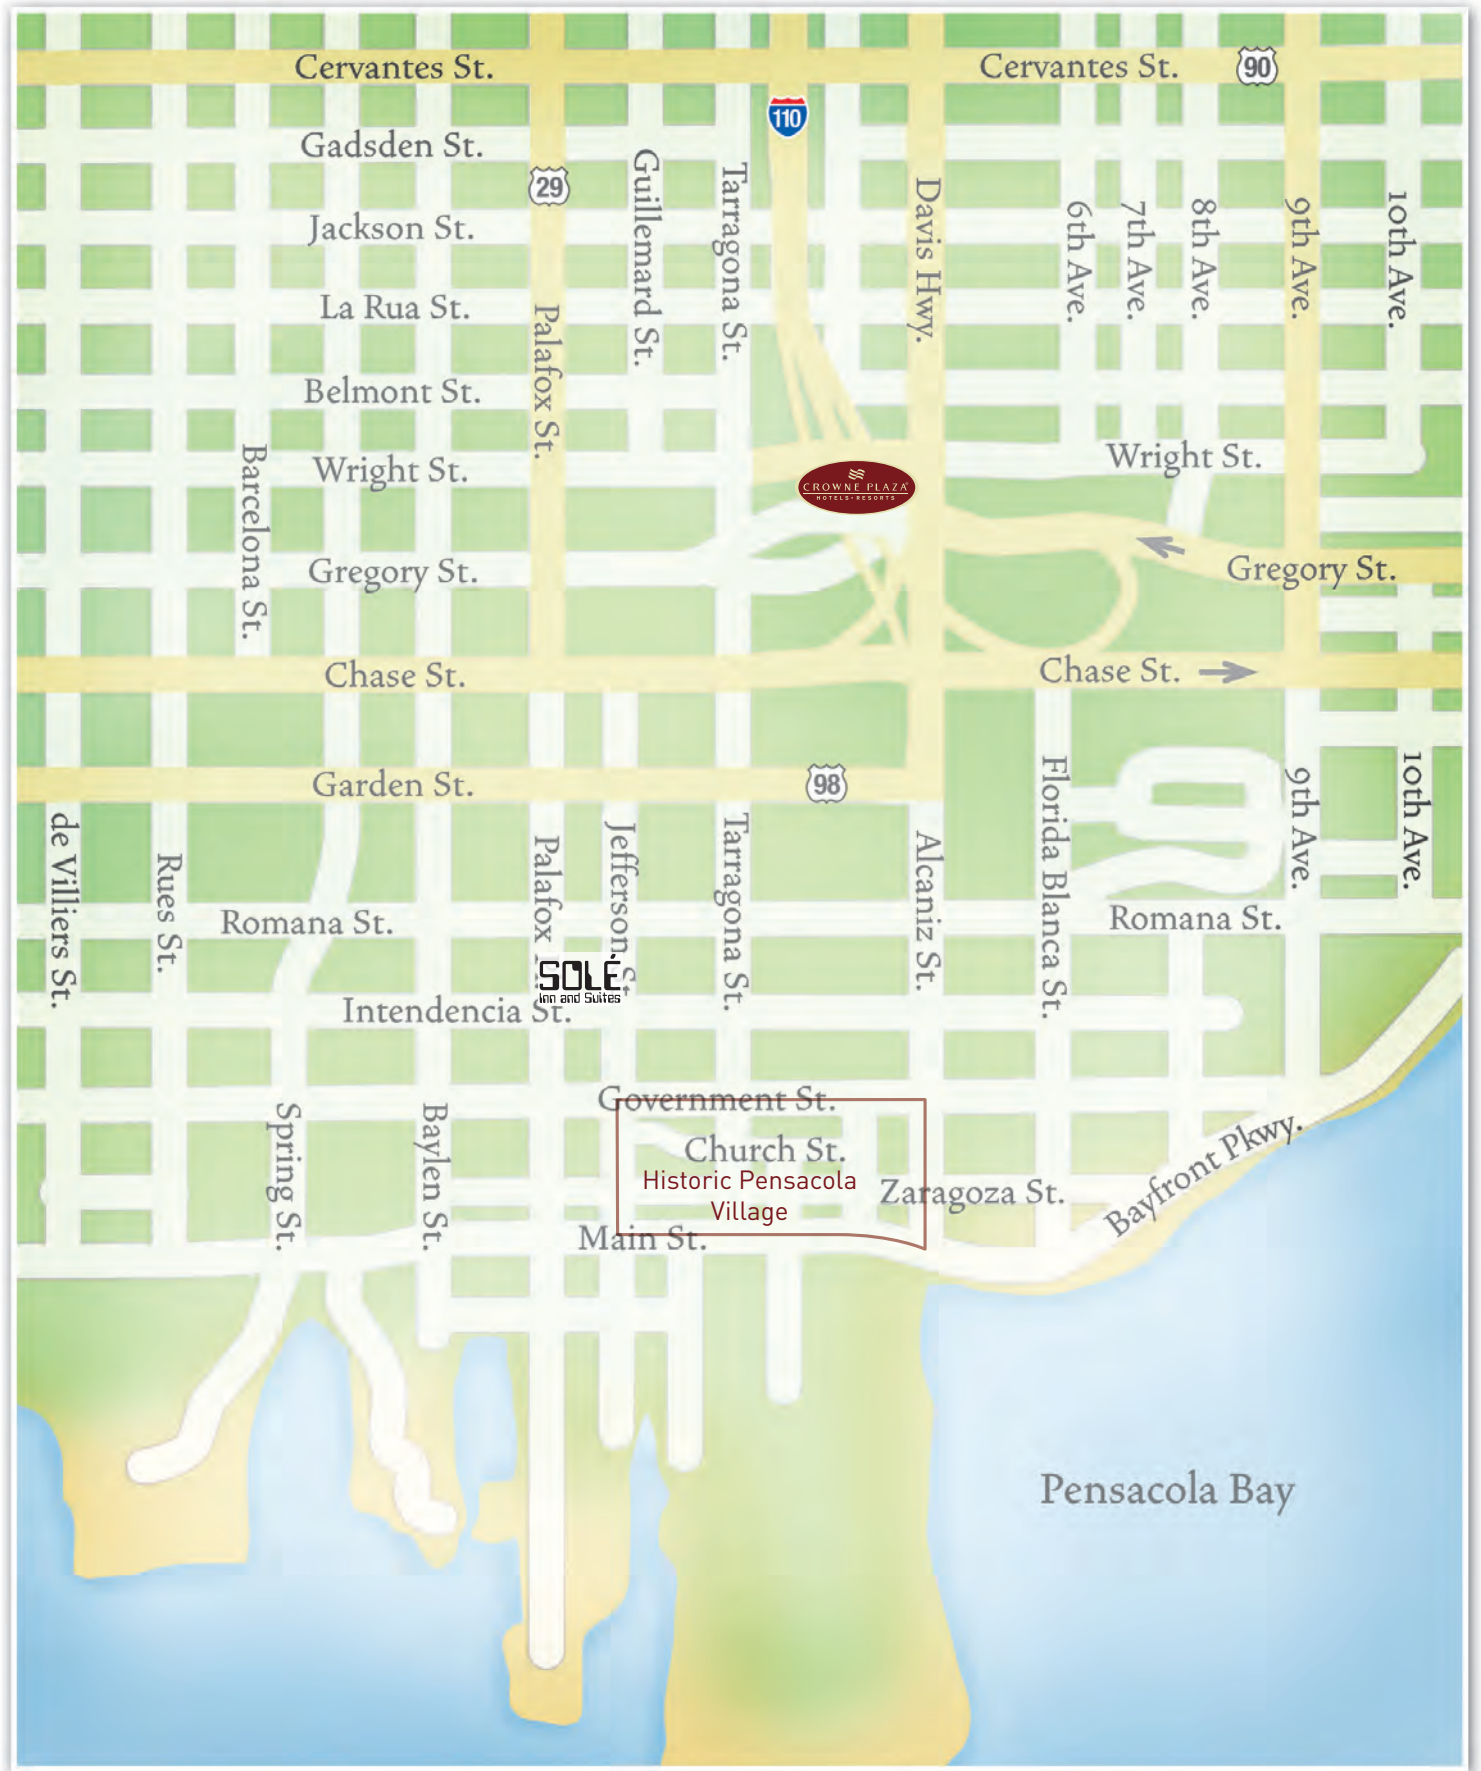 Cervantes St.
Cervantes St.
90
110
Gadsden St.
29
Guillemard St.
Tarragona St.
Davis Hwy.
6th Ave.
7th Ave.
8th Ave.
9th Ave.
10th Ave.
Jackson St.
La Rua St.
Palafox St.
Belmont St.
Barcelona St.
Wright St.
Wright St.
CROWNE PLAZA
HOTELS • RESORTS
Gregory St.
Gregory St.
Chase St.
Chase St.
Garden St.
98
Florida Blanca St.
9th Ave.
10th Ave.
de Villiers St.
Rues St.
Palafox
Jefferson St.
Tarragona St.
Alcaniz St.
Romana St.
Romana St.
SOLÉ
Inn and Suites
Intendencia St.
Government St.
Spring St.
Baylen St.
Church St.
Historic Pensacola
Village
Zaragoza St.
Bayfront Pkwy.
Main St.
Pensacola Bay